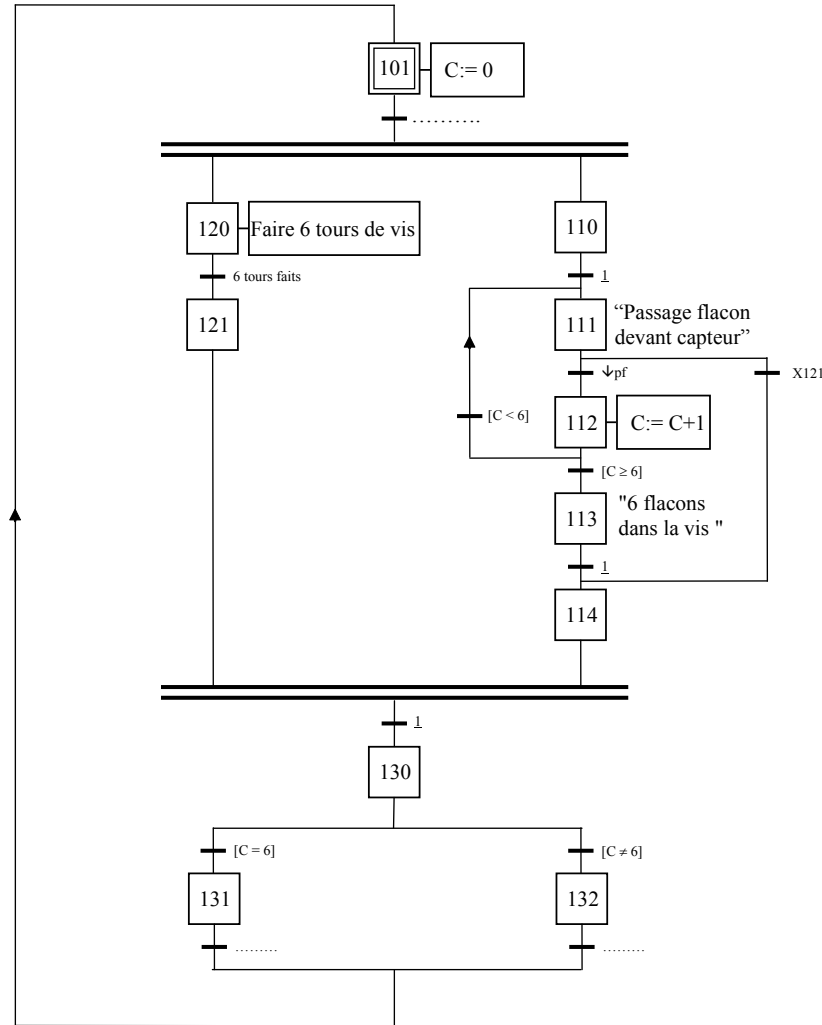 101
C:= 0
..........
120
Faire 6 tours de vis
110
6 tours faits
1
121
111
“Passage flacon
devant capteur”
↓pf
X121
[C < 6]
112
C:= C+1
[C ≥ 6]
113
"6 flacons
dans la vis "
1
114
1
130
[C = 6]
[C ≠ 6]
131
132
.........
.........